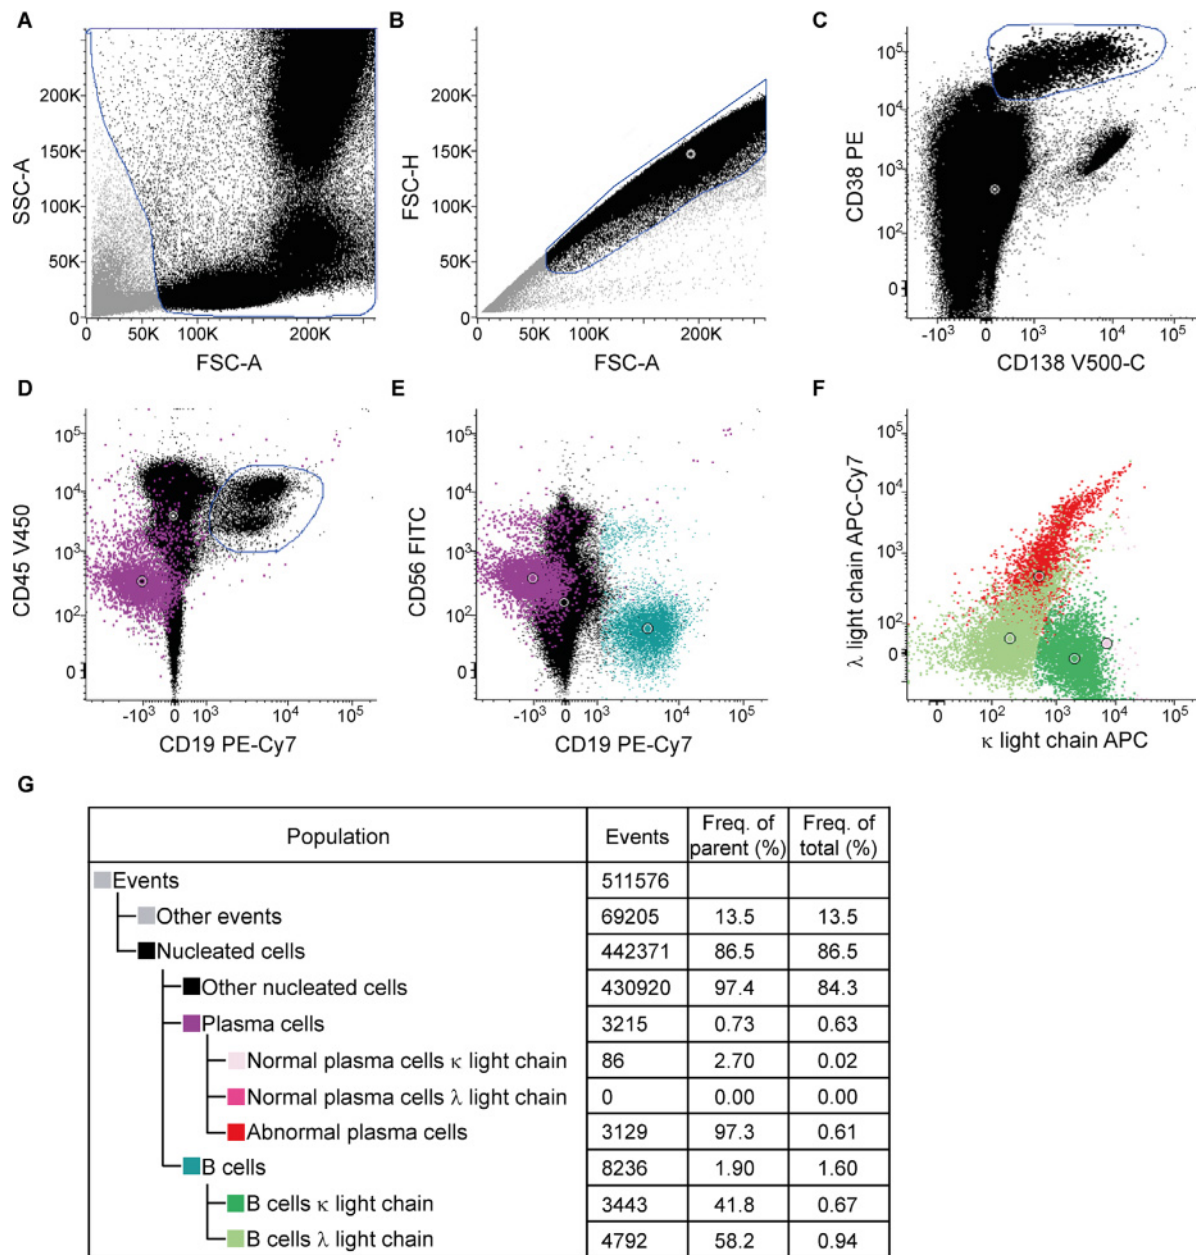 A
B
C
SSC-A
200K
150K
100K
50K
0
0 50K 100K 200K
FSC-A
FSC-H
200K
150K
100K
50K
0
0 50K 100K 200K
FSC-A
CD38 PE
10⁵
10⁴
10³
10²
0
-10³ 0 10³ 10⁴ 10⁵
CD138 V500-C
D
E
F
CD45 V450
10⁵
10⁴
10³
10²
0
-10³ 0 10³ 10⁴ 10⁵
CD19 PE-Cy7
CD56 FITC
10⁵
10⁴
10³
10²
0
-10³ 0 10³ 10⁴ 10⁵
CD19 PE-Cy7
λ light chain APC-Cy7
10⁵
10⁴
10³
10²
0
0 10² 10³ 10⁴ 10⁵
κ light chain APC
G
Population Events Freq. of parent (%) Freq. of total (%)
Events 511576
Other events 69205 13.5 13.5
Nucleated cells 442371 86.5 86.5
Other nucleated cells 430920 97.4 84.3
Plasma cells 3215 0.73 0.63
Normal plasma cells κ light chain 86 2.70 0.02
Normal plasma cells λ light chain 0 0.00 0.00
Abnormal plasma cells 3129 97.3 0.61
B cells 8236 1.90 1.60
B cells κ light chain 3443 41.8 0.67
B cells λ light chain 4792 58.2 0.94